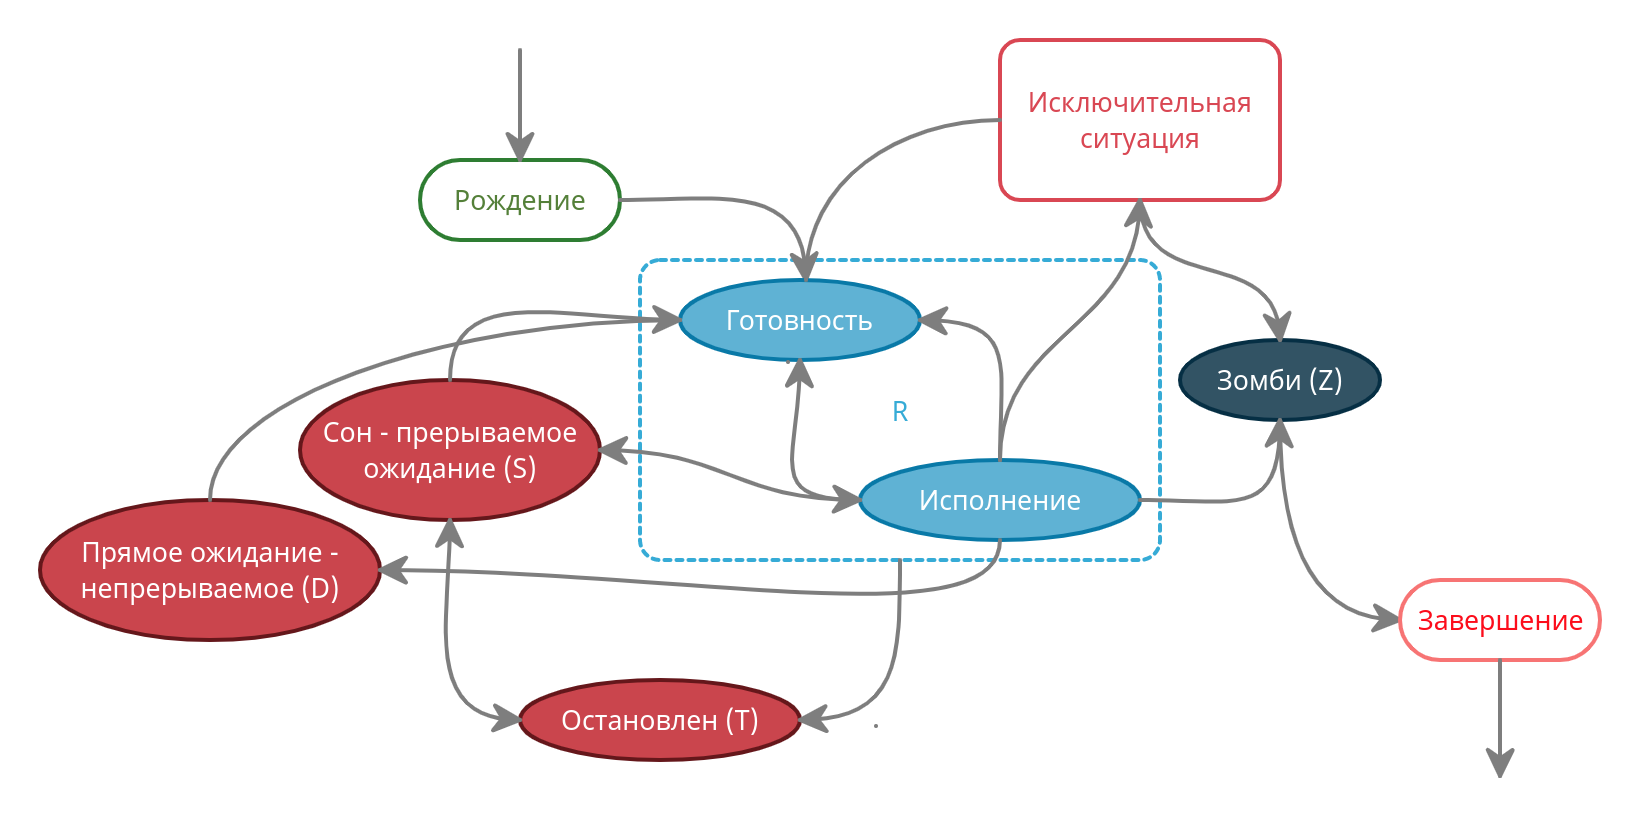 Исключительная
ситуация
Рождение
Готовность
Зомби (Z)
R
Сон - прерываемое
ожидание (S)
Исполнение
Прямое ожидание -
непрерываемое (D)
Завершение
Остановлен (T)